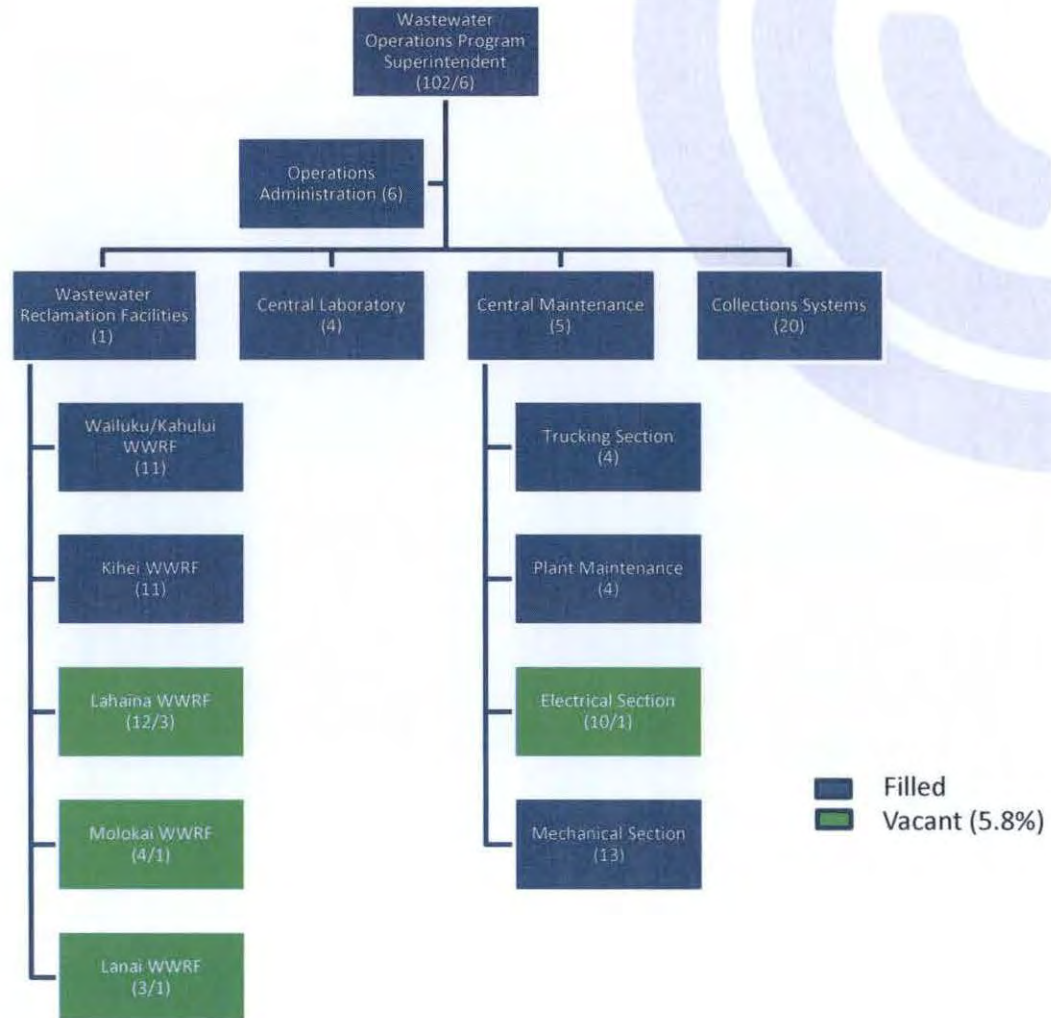 Wastewater
Operations Program
Superintendent
(102/6)
Operations
Administration (6)
Wastewater
Reclamation Facilities
(1)
Central Laboratory
(4)
Central Maintenance
(5)
Collections Systems
(20)
Wailuku/Kahului
WWRF
(11)
Kihei WWRF
(11)
Lahaina WWRF
(12/3)
Molokai WWRF
(4/1)
Lanai WWRF
(3/1)
Trucking Section
(4)
Plant Maintenance
(4)
Electrical Section
(10/1)
Mechanical Section
(13)
Filled
Vacant (5.8%)